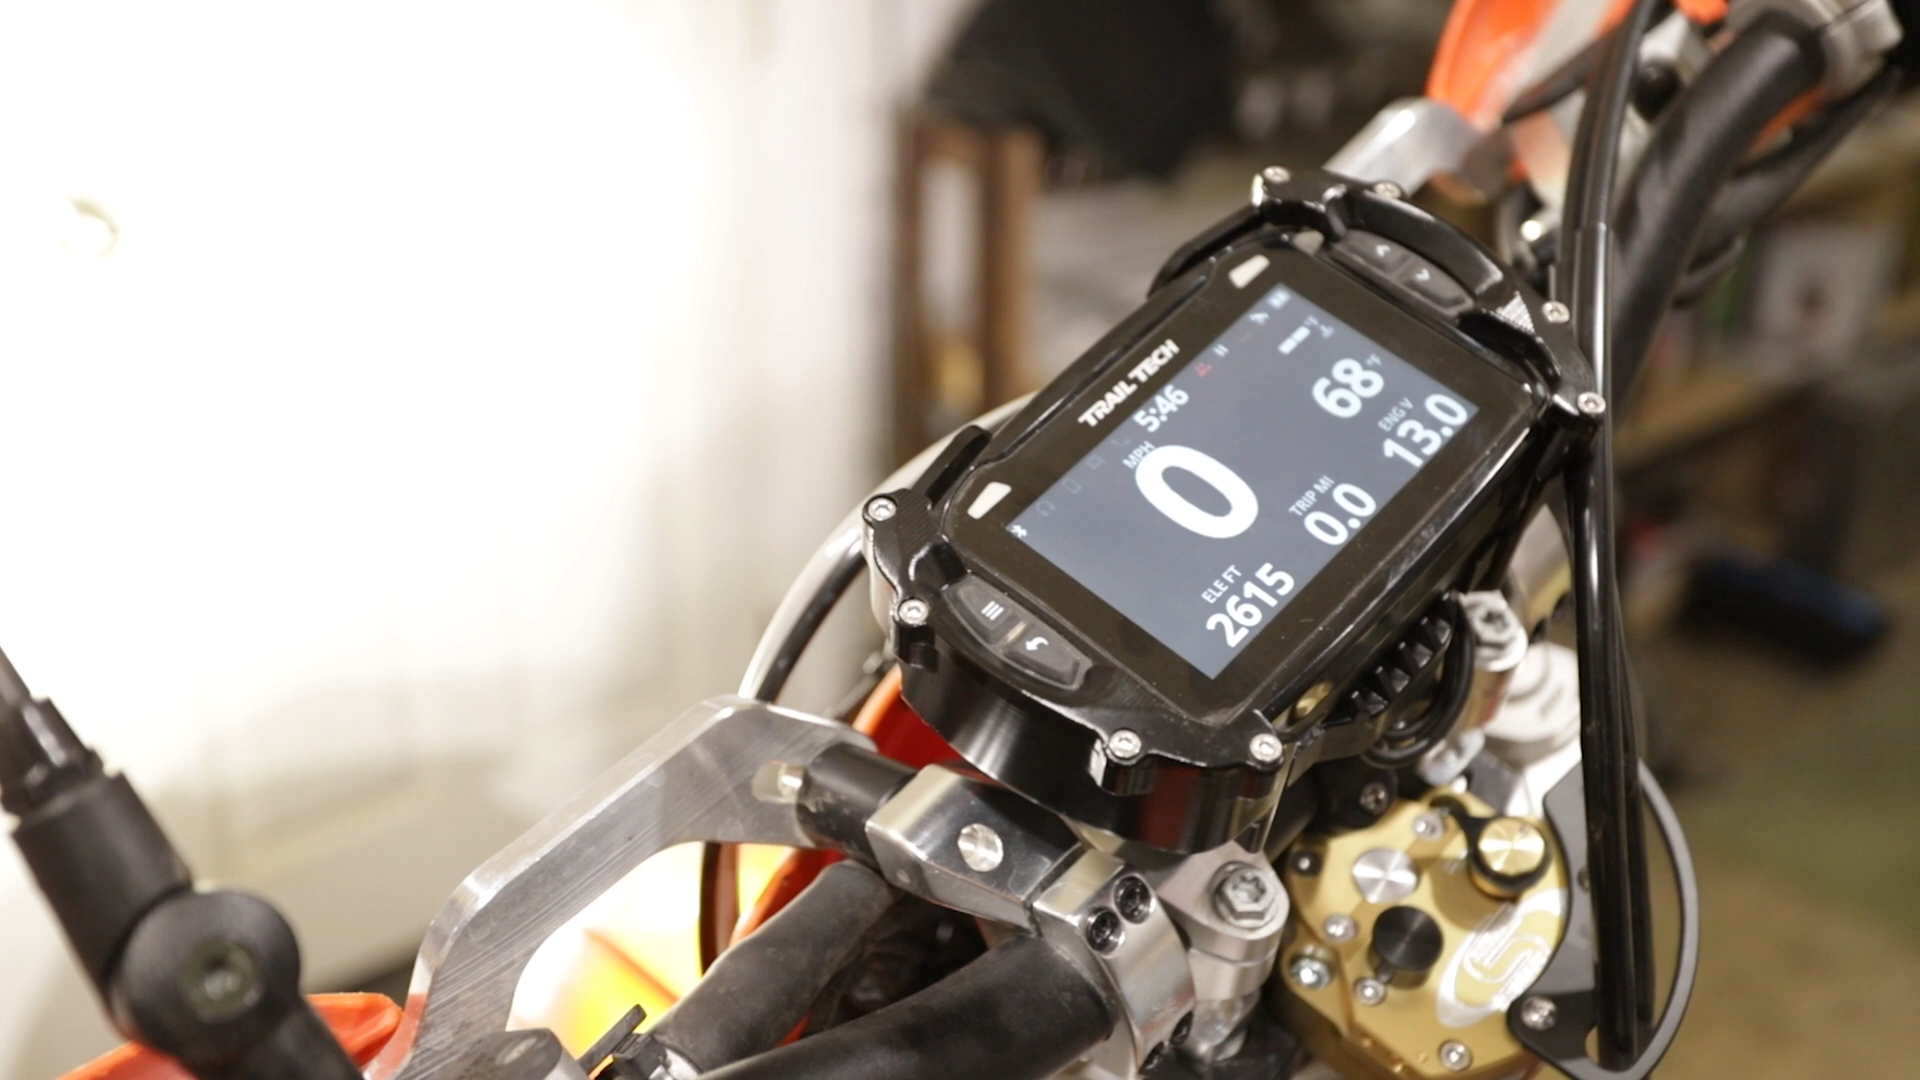 TRAIL TECH
5:46
MPH
0
68 °F
ENG V
13.0
TRIP MI
0.0
ELE FT
2615